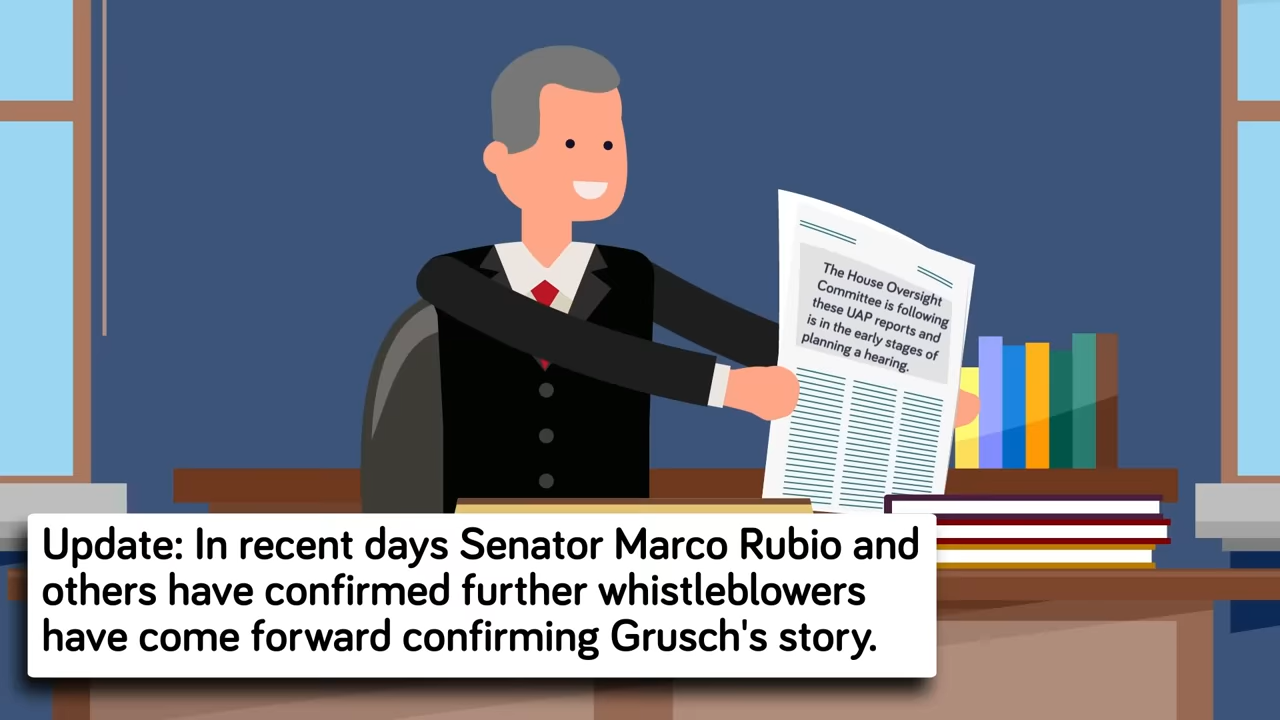 The House Oversight
Committee is following
these UAP reports and
is in the early stages of
planning a hearing.
Update: In recent days Senator Marco Rubio and
others have confirmed further whistleblowers
have come forward confirming Grusch's story.